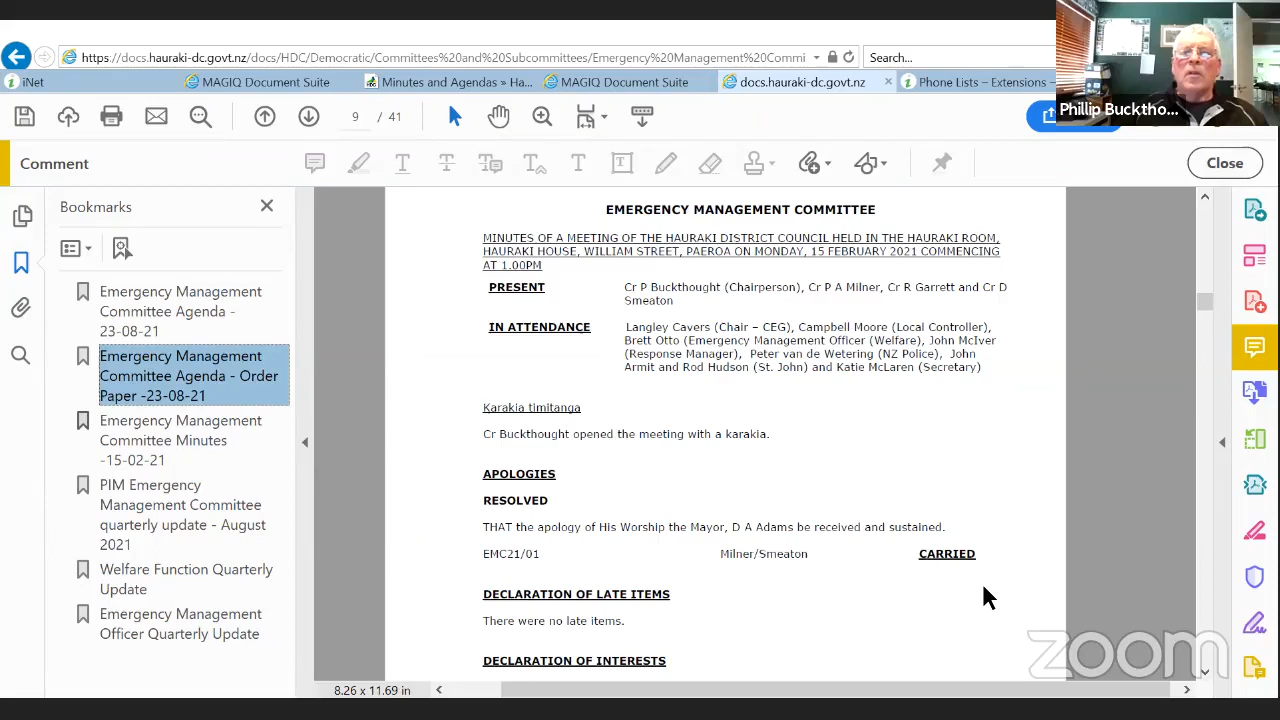 https://docs.hauraki-dc.govt.nz/docs/HDC/Democratic/Committees%20and%20Subcommittees/Emergency%20Management%20Commi
Search...
iNet
MAGIQ Document Suite
Minutes and Agendas – Ha...
MAGIQ Document Suite
docs.hauraki-dc.govt.nz
Phone Lists – Extensions –
Phillip Bucktho...
9 / 41
Comment
Close
Bookmarks
Emergency Management
Committee Agenda -
23-08-21
Emergency Management
Committee Agenda - Order
Paper -23-08-21
Emergency Management
Committee Minutes
-15-02-21
PIM Emergency
Management Committee
quarterly update - August
2021
Welfare Function Quarterly
Update
Emergency Management
Officer Quarterly Update
EMERGENCY MANAGEMENT COMMITTEE
MINUTES OF A MEETING OF THE HAURAKI DISTRICT COUNCIL HELD IN THE HAURAKI ROOM,
HAURAKI HOUSE, WILLIAM STREET, PAEROA ON MONDAY, 15 FEBRUARY 2021 COMMENCING
AT 1.00PM
PRESENT Cr P Buckthought (Chairperson), Cr P A Milner, Cr R Garrett and Cr D
Smeaton
IN ATTENDANCE Langley Cavers (Chair – CEG), Campbell Moore (Local Controller),
Brett Otto (Emergency Management Officer (Welfare), John McIver
(Response Manager), Peter van de Wetering (NZ Police), John
Armit and Rod Hudson (St. John) and Katie McLaren (Secretary)
Karakia timitanga
Cr Buckthought opened the meeting with a karakia.
APOLOGIES
RESOLVED
THAT the apology of His Worship the Mayor, D A Adams be received and sustained.
EMC21/01 Milner/Smeaton CARRIED
DECLARATION OF LATE ITEMS
There were no late items.
DECLARATION OF INTERESTS
8.26 x 11.69 in
zoom